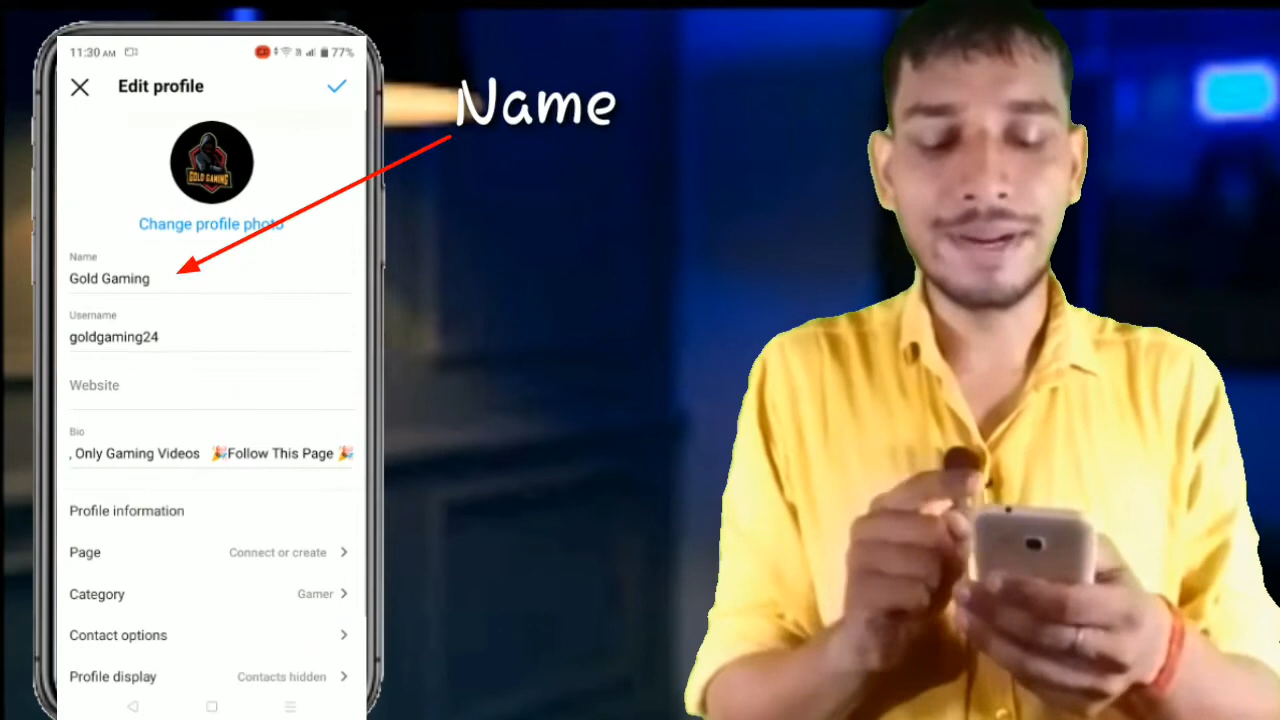 11:30 AM
77%
Edit profile
GOLD GAMING
Change profile photo
Name
Gold Gaming
Username
goldgaming24
Website
Bio
, Only Gaming Videos 🎉Follow This Page 🎉
Profile information
Page Connect or create
Category Gamer
Contact options
Profile display Contacts hidden
Name